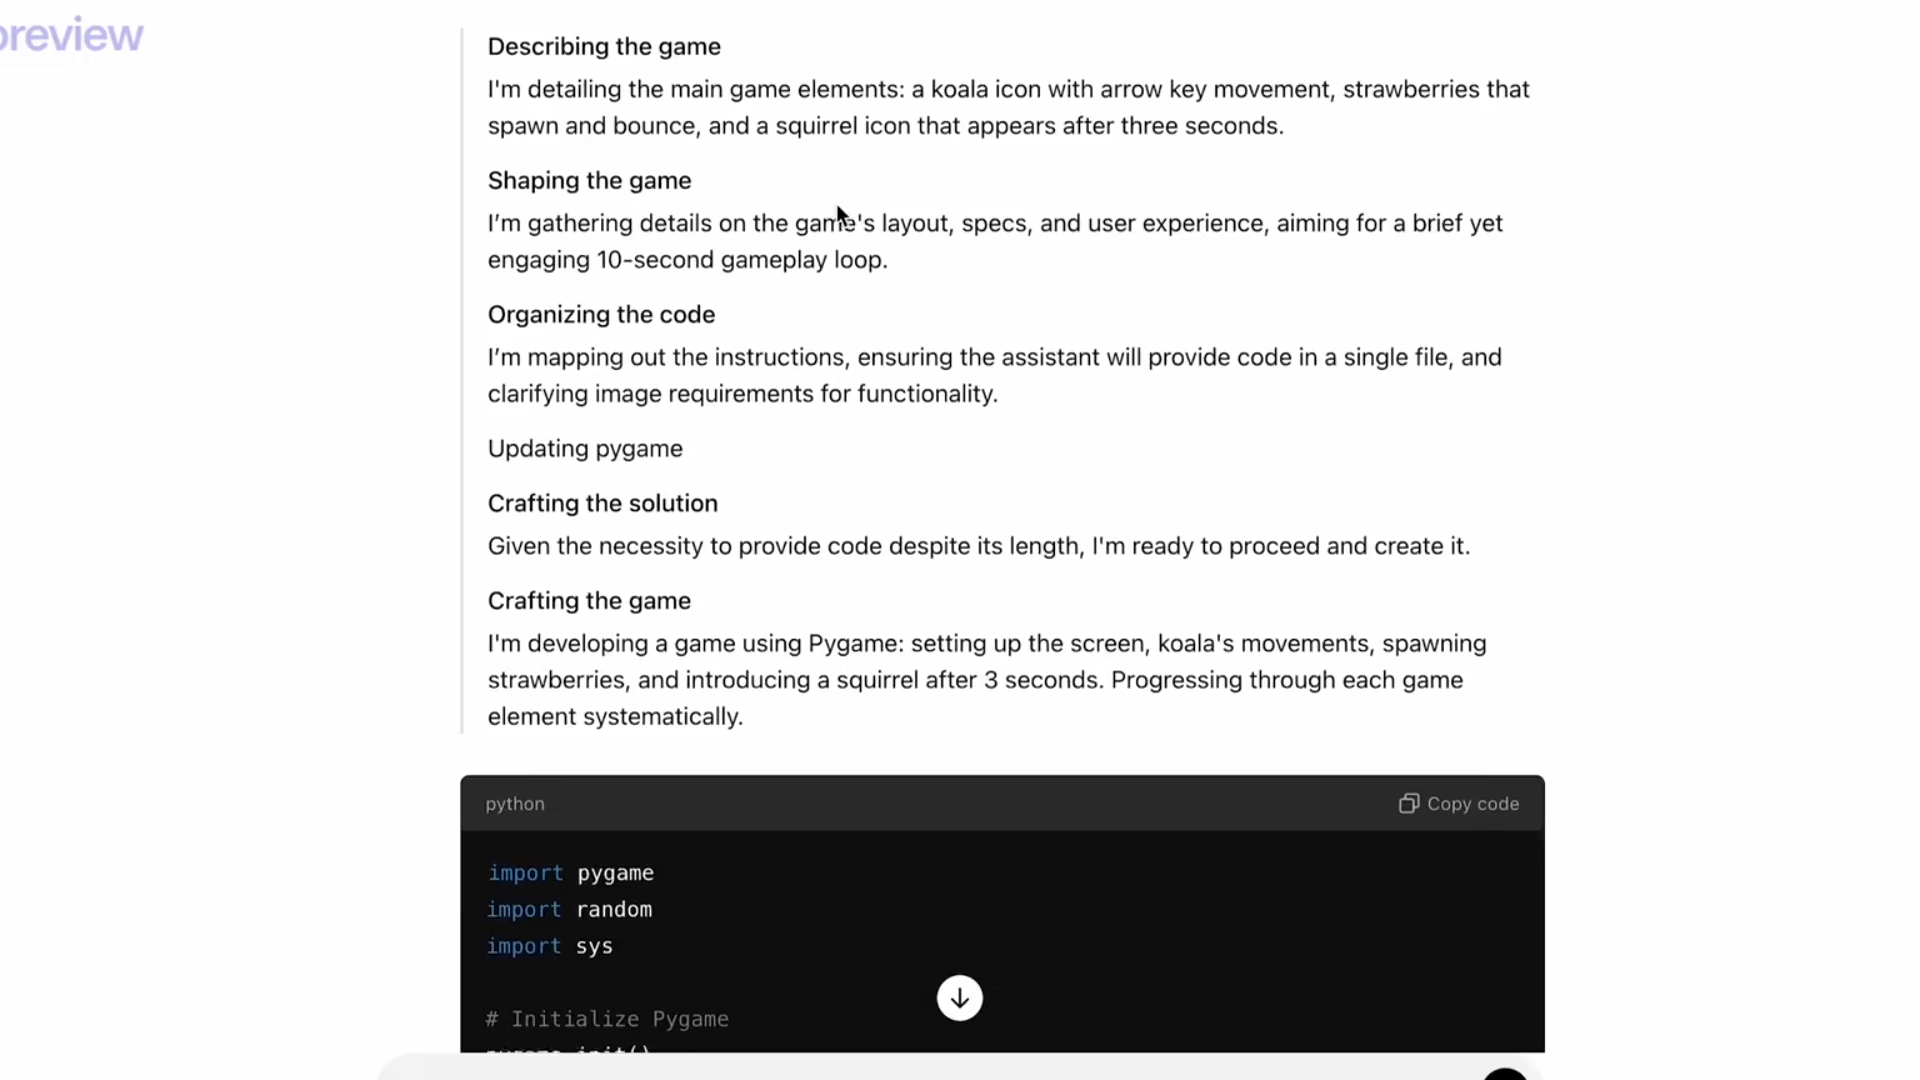 preview
Describing the game
I'm detailing the main game elements: a koala icon with arrow key movement, strawberries that
spawn and bounce, and a squirrel icon that appears after three seconds.
Shaping the game
I’m gathering details on the game's layout, specs, and user experience, aiming for a brief yet
engaging 10-second gameplay loop.
Organizing the code
I’m mapping out the instructions, ensuring the assistant will provide code in a single file, and
clarifying image requirements for functionality.
Updating pygame
Crafting the solution
Given the necessity to provide code despite its length, I'm ready to proceed and create it.
Crafting the game
I'm developing a game using Pygame: setting up the screen, koala's movements, spawning
strawberries, and introducing a squirrel after 3 seconds. Progressing through each game
element systematically.
python Copy code
import pygame
import random
import sys
# Initialize Pygame
pygame.init()